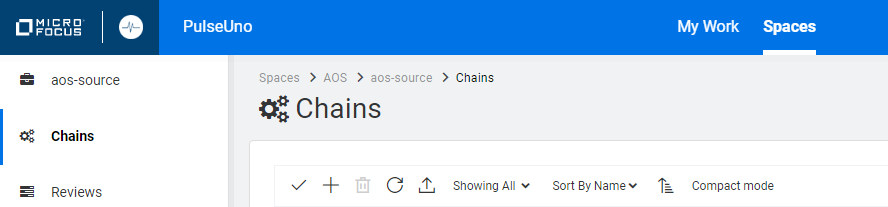 MICRO
FOCUS
PulseUno
My Work
Spaces
aos-source
Chains
Reviews
Spaces > AOS > aos-source > Chains
Chains
Showing All
Sort By Name
Compact mode